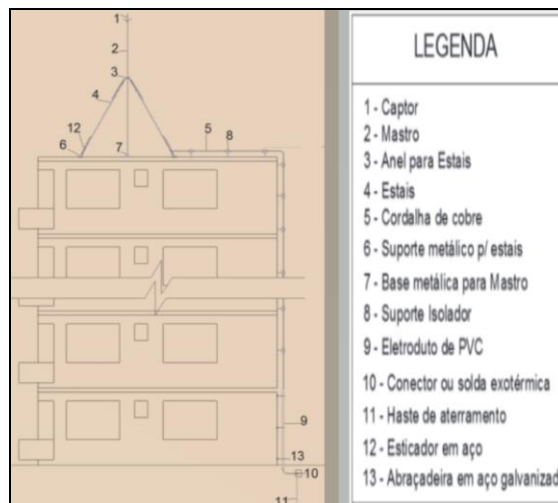 1
2
3
4
5
8
12
6
7
9
13
10
11
LEGENDA
1 - Captor
2 - Mastro
3 - Anel para Estais
4 - Estais
5 - Cordalha de cobre
6 - Suporte metálico p/ estais
7 - Base metálica para Mastro
8 - Suporte Isolador
9 - Eletroduto de PVC
10 - Conector ou solda exotérmica
11 - Haste de aterramento
12 - Esticador em aço
13 - Abraçadeira em aço galvanizad